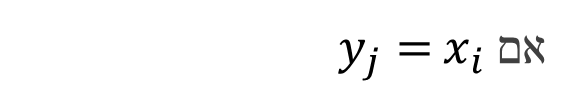 אם $y_j = x_i$